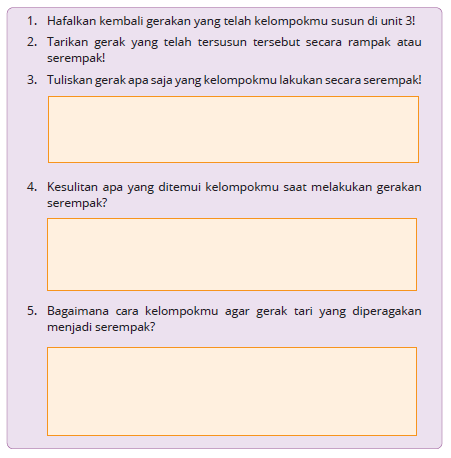 1. Hafalkan kembali gerakan yang telah kelompokmu susun di unit 3!
2. Tarikan gerak yang telah tersusun tersebut secara rampak atau
serempak!
3. Tuliskan gerak apa saja yang kelompokmu lakukan secara serempak!
4. Kesulitan apa yang ditemui kelompokmu saat melakukan gerakan
serempak?
5. Bagaimana cara kelompokmu agar gerak tari yang diperagakan
menjadi serempak?